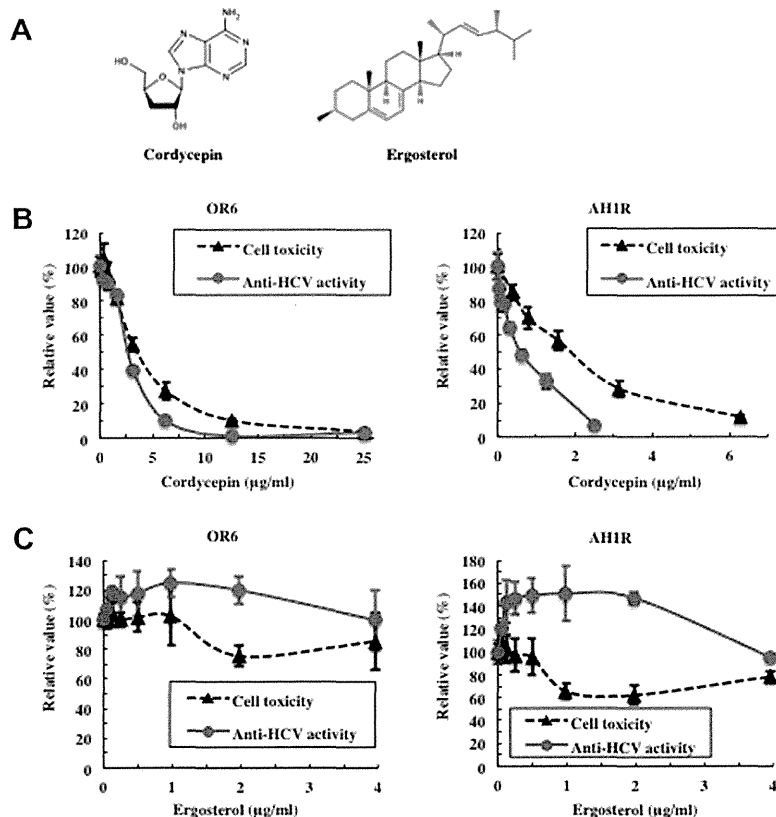 A
NH₂
N
N
N
N
HO
O
OH
H
H
H
Cordycepin
Ergosterol
B
OR6
Relative value (%)
120
100
80
60
40
20
0
Cell toxicity
Anti-HCV activity
0 5 10 15 20 25
Cordycepin (µg/ml)
AH1R
Relative value (%)
120
100
80
60
40
20
0
Cell toxicity
Anti-HCV activity
0 2 4 6
Cordycepin (µg/ml)
C
OR6
Relative value (%)
140
120
100
80
60
40
20
0
Cell toxicity
Anti-HCV activity
0 1 2 3 4
Ergosterol (µg/ml)
AH1R
Relative value (%)
180
160
140
120
100
80
60
40
20
0
Cell toxicity
Anti-HCV activity
0 1 2 3 4
Ergosterol (µg/ml)